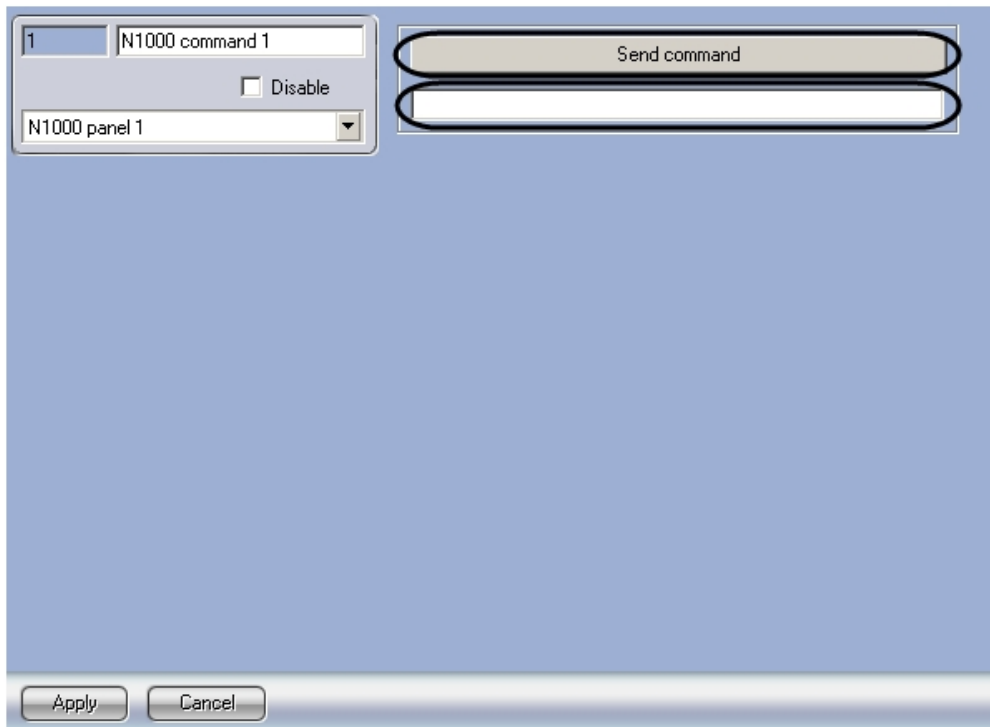 1 N1000 command 1
Send command
Disable
N1000 panel 1
Apply Cancel